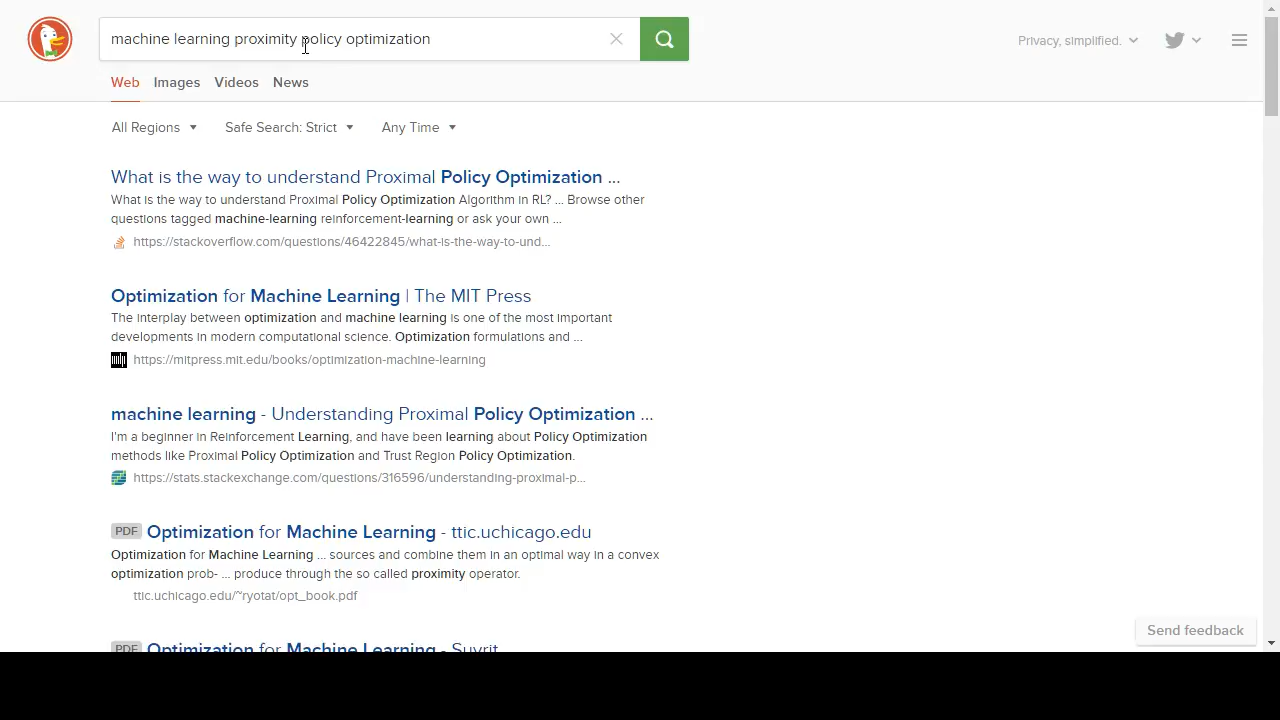 machine learning proximity policy optimization
Privacy, simplified.
Web Images Videos News
All Regions Safe Search: Strict Any Time
What is the way to understand Proximal Policy Optimization ...
What is the way to understand Proximal Policy Optimization Algorithm in RL? ... Browse other
questions tagged machine-learning reinforcement-learning or ask your own ...
https://stackoverflow.com/questions/46422845/what-is-the-way-to-und...
Optimization for Machine Learning | The MIT Press
The interplay between optimization and machine learning is one of the most important
developments in modern computational science. Optimization formulations and ...
https://mitpress.mit.edu/books/optimization-machine-learning
machine learning - Understanding Proximal Policy Optimization ...
I'm a beginner in Reinforcement Learning, and have been learning about Policy Optimization
methods like Proximal Policy Optimization and Trust Region Policy Optimization.
https://stats.stackexchange.com/questions/316596/understanding-proximal-p...
PDF Optimization for Machine Learning - ttic.uchicago.edu
Optimization for Machine Learning ... sources and combine them in an optimal way in a convex
optimization prob- ... produce through the so called proximity operator.
ttic.uchicago.edu/~ryotat/opt_book.pdf
Send feedback
PDF Optimization for Machine Learning - Suvrit